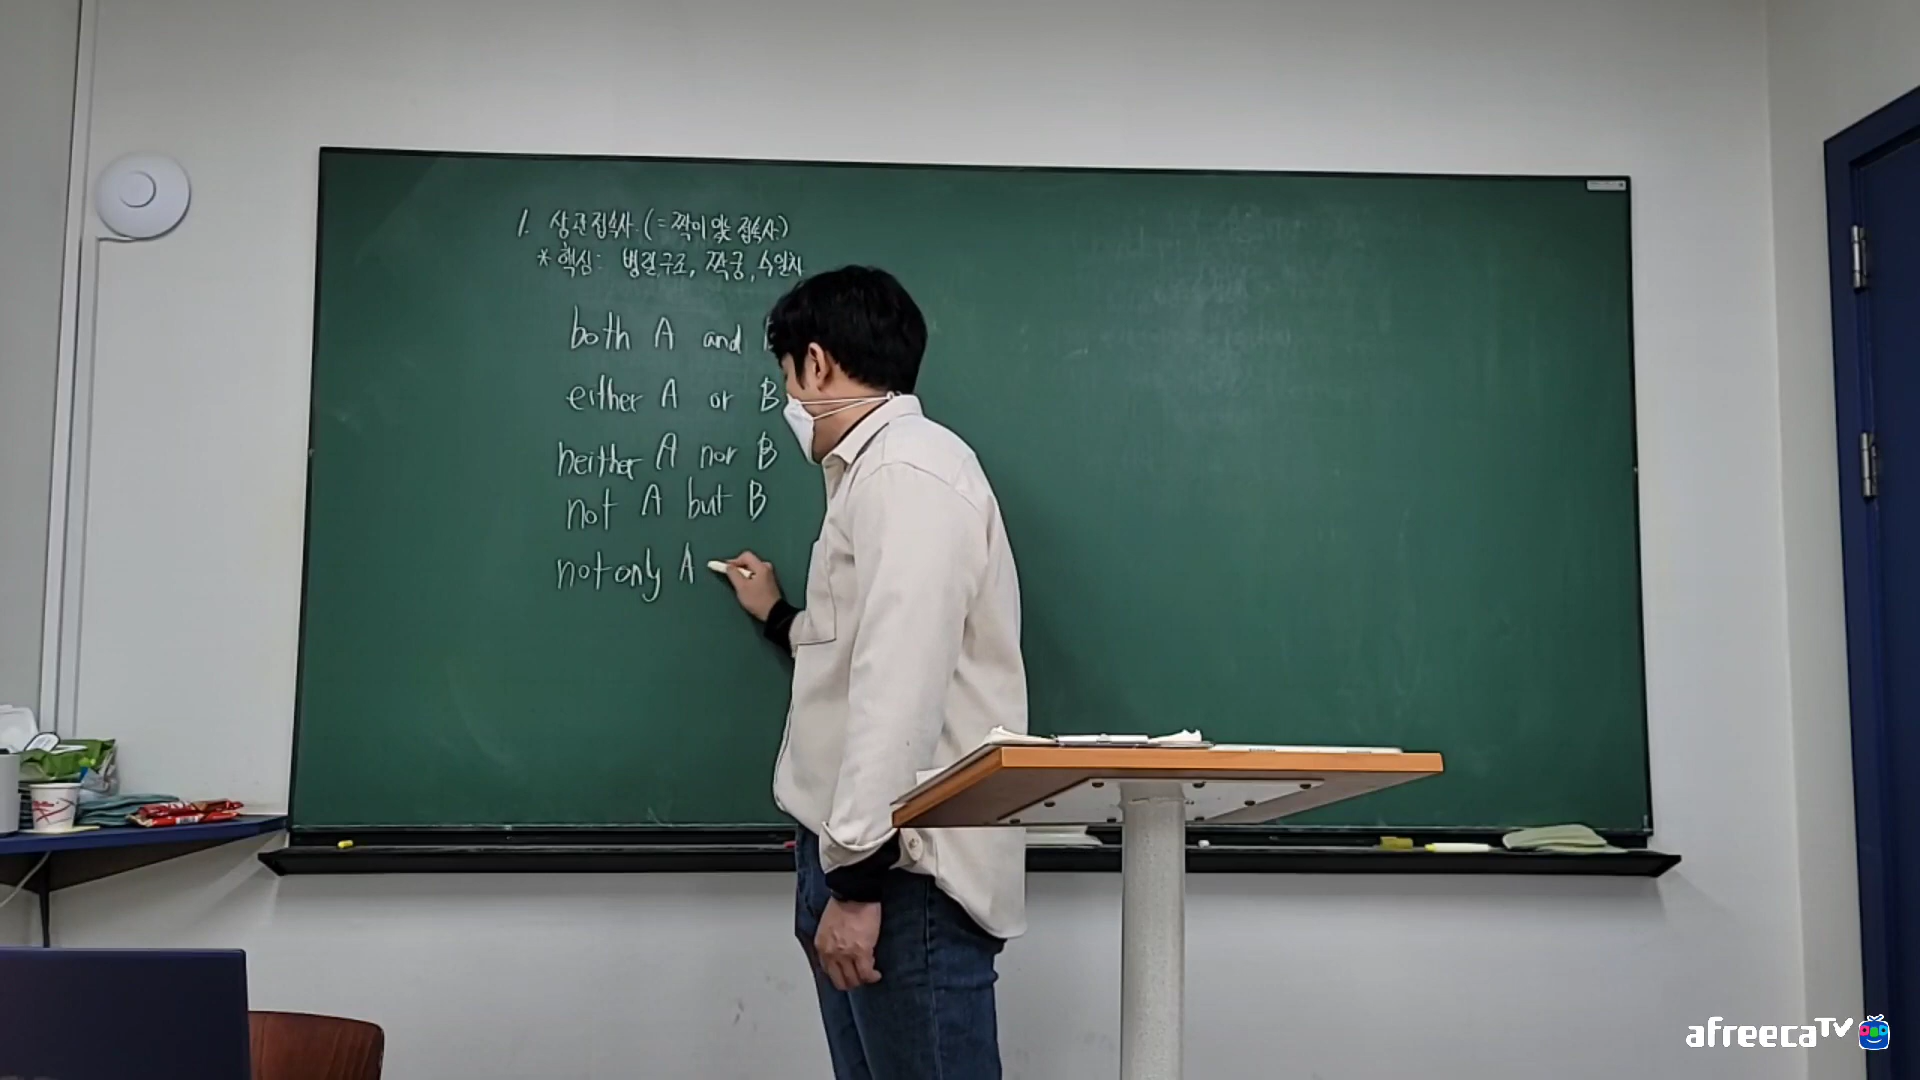 1. 상관접속사 (= 짝이 맞는 접속사)
* 핵심: 병렬구조, 짝궁, 수일치
both A and B
either A or B
neither A nor B
not A but B
not only A
afreecaTV